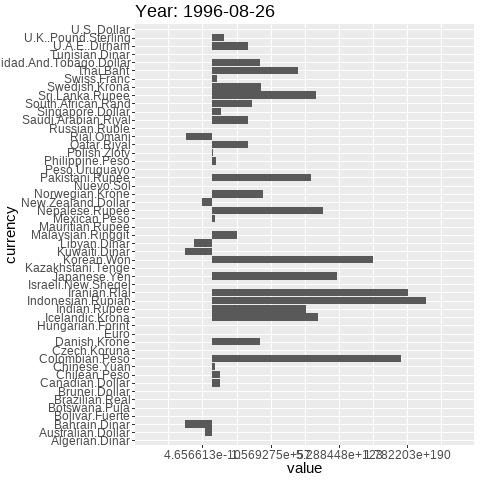 Year: 1996-08-26
U.S..Dollar
U.K..Pound.Sterling
U.A.E..Dirham
Tunisian.Dinar
idad.And.Tobago.Dollar
Thai.Baht
Swiss.Franc
Swedish.Krona
Sri.Lanka.Rupee
South.African.Rand
Singapore.Dollar
Saudi.Arabian.Riyal
Russian.Ruble
Rial.Omani
Qatar.Riyal
Polish.Zloty
Philippine.Peso
Peso.Uruguayo
Pakistani.Rupee
Nuevo.Sol
Norwegian.Krone
New.Zealand.Dollar
Nepalese.Rupee
Mexican.Peso
Mauritian.Rupee
Malaysian.Ringgit
Libyan.Dinar
Kuwaiti.Dinar
Korean.Won
Kazakhstani.Tenge
Japanese.Yen
Israeli.New.Sheqel
Iranian.Rial
Indonesian.Rupiah
Indian.Rupee
Icelandic.Krona
Hungarian.Forint
Euro
Danish.Krone
Czech.Koruna
Colombian.Peso
Chinese.Yuan
Chilean.Peso
Canadian.Dollar
Brunei.Dollar
Brazilian.Real
Botswana.Pula
Bolivar.Fuerte
Bahrain.Dinar
Australian.Dollar
Algerian.Dinar
currency
value